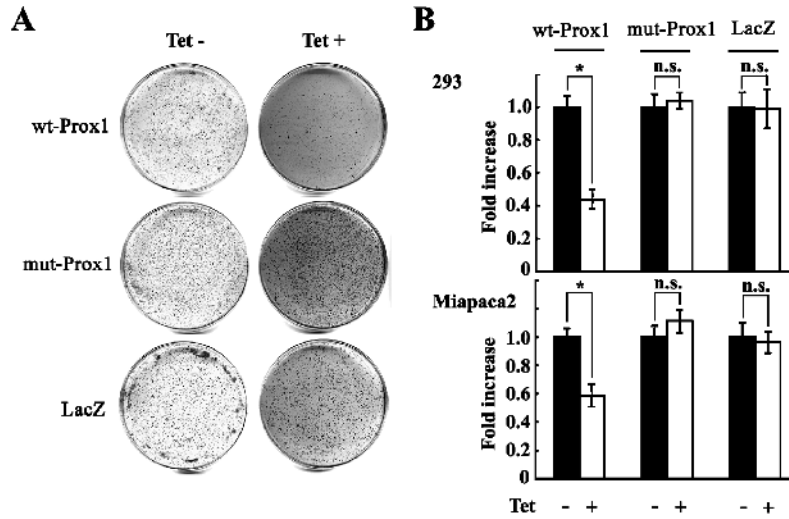 A
B
Tet -
Tet +
wt-Prox1
mut-Prox1
LacZ
wt-Prox1
mut-Prox1
LacZ
293
*
n.s.
n.s.
Fold increase
1.0
0.8
0.6
0.4
0.2
0
Miapaca2
*
n.s.
n.s.
Fold increase
1.0
0.8
0.6
0.4
0.2
0
Tet
-
+
-
+
-
+